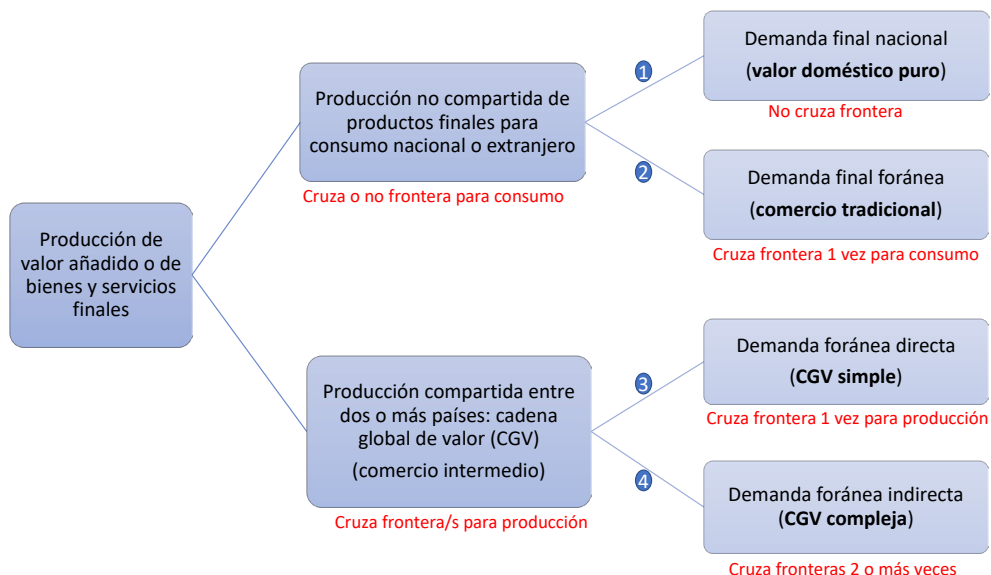 Producción de
valor añadido o de
bienes y servicios
finales
Producción no compartida de
productos finales para
consumo nacional o extranjero
Cruza o no frontera para consumo
1
Demanda final nacional
(valor doméstico puro)
No cruza frontera
2
Demanda final foránea
(comercio tradicional)
Cruza frontera 1 vez para consumo
Producción compartida entre
dos o más países: cadena
global de valor (CGV)
(comercio intermedio)
Cruza frontera/s para producción
3
Demanda foránea directa
(CGV simple)
Cruza frontera 1 vez para producción
4
Demanda foránea indirecta
(CGV compleja)
Cruza fronteras 2 o más veces